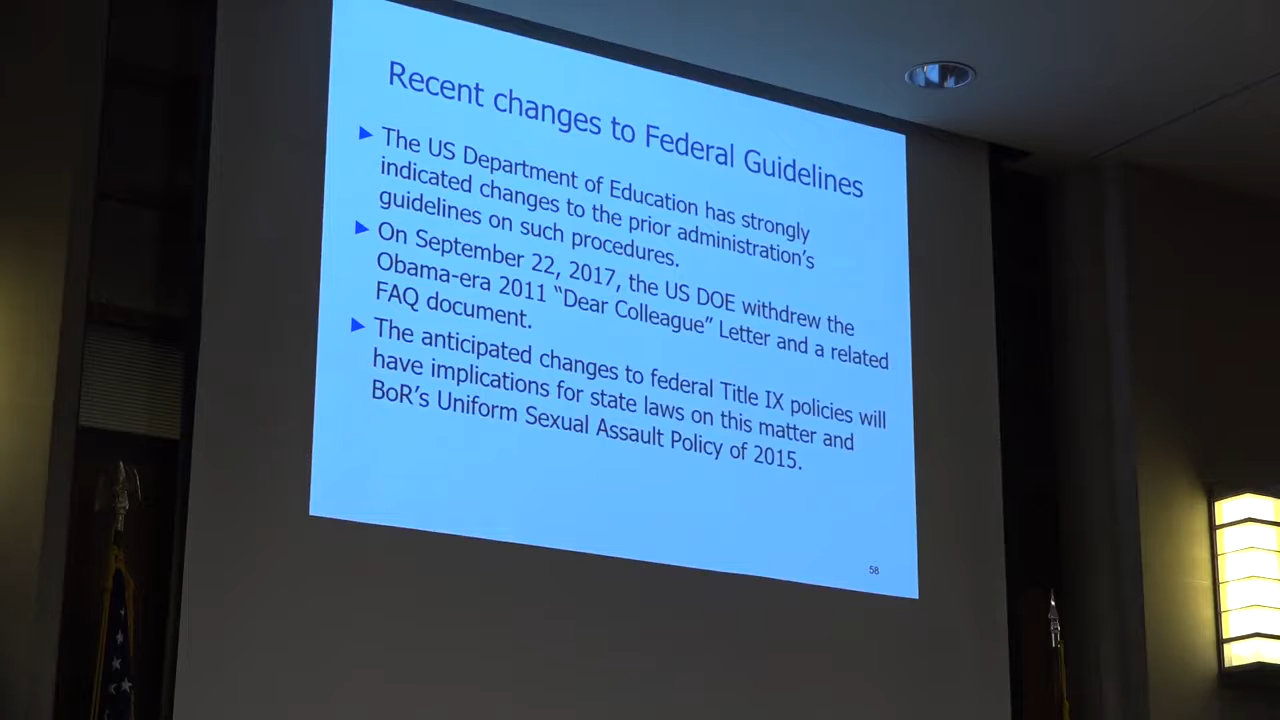 Recent changes to Federal Guidelines
► The US Department of Education has strongly
indicated changes to the prior administration's
guidelines on such procedures.
► On September 22, 2017, the US DOE withdrew the
Obama-era 2011 “Dear Colleague” Letter and a related
FAQ document.
► The anticipated changes to federal Title IX policies will
have implications for state laws on this matter and
BoR's Uniform Sexual Assault Policy of 2015.
58